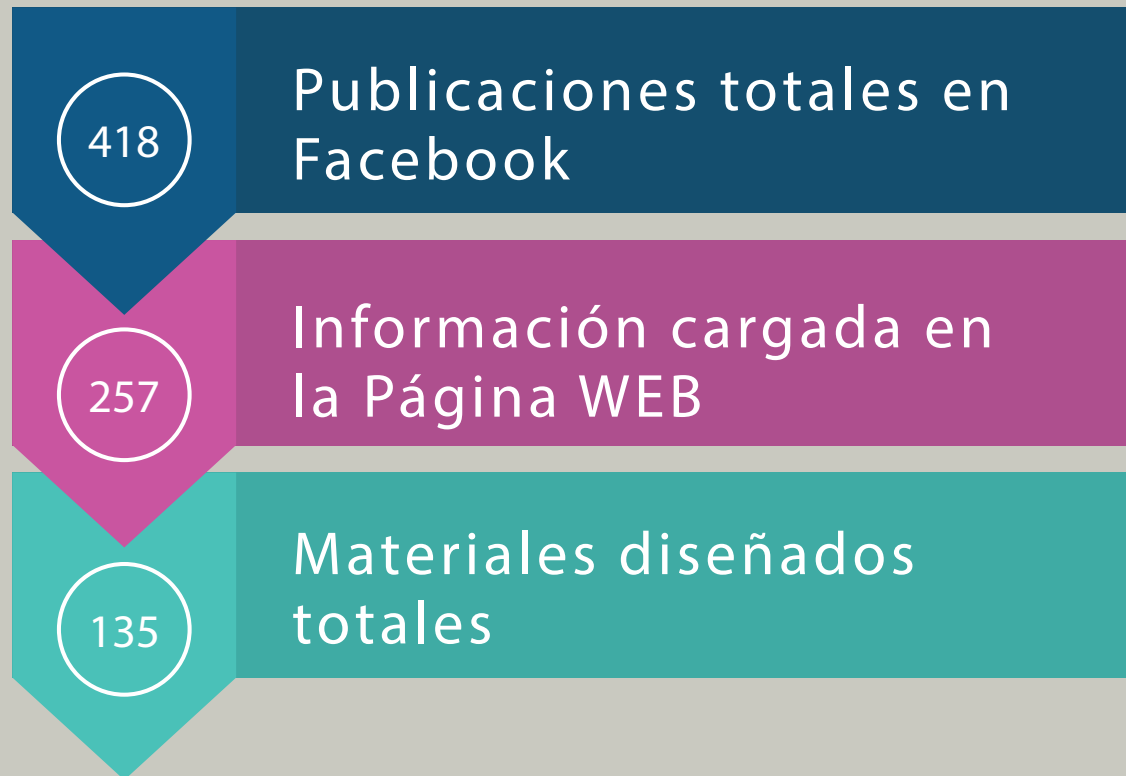 418
Publicaciones totales en
Facebook
257
Información cargada en
la Página WEB
135
Materiales diseñados
totales